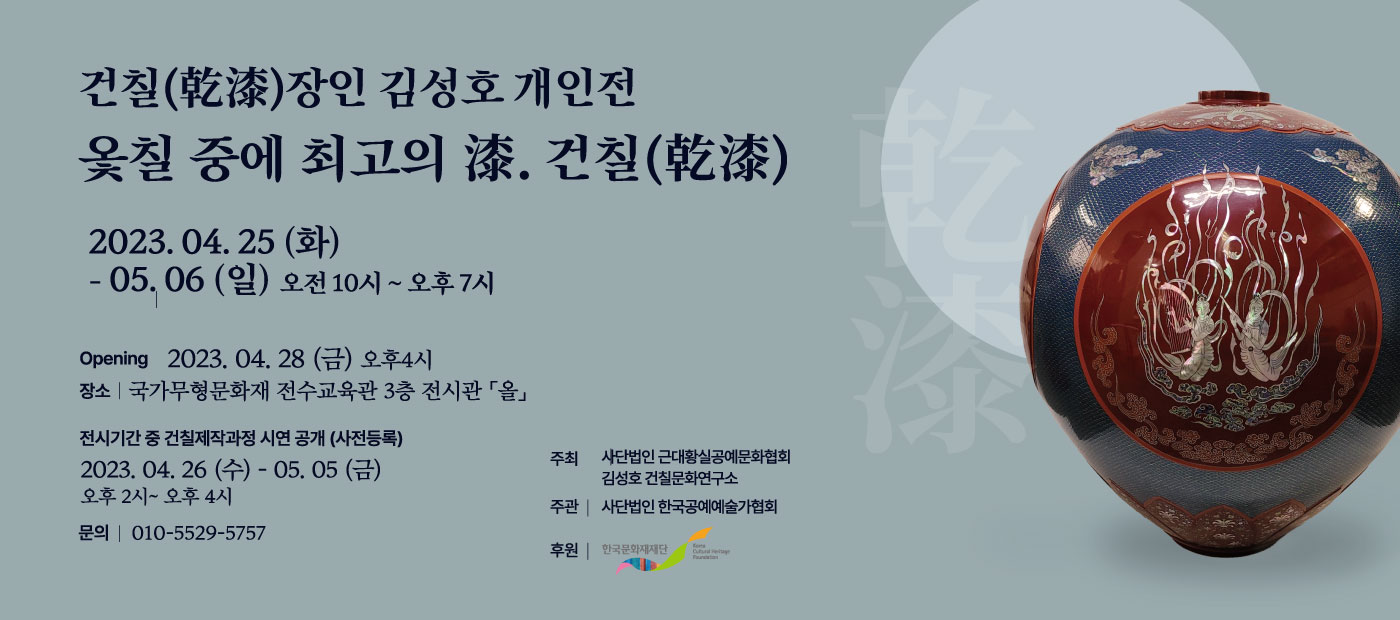 건칠(乾漆)장인 김성호 개인전
옻칠 중에 최고의 漆. 건칠(乾漆)
2023. 04. 25 (화)
- 05. 06 (일) 오전 10시 ~ 오후 7시
Opening 2023. 04. 28 (금) 오후4시
장소 | 국가무형문화재 전수교육관 3층 전시관 「올」
전시기간 중 건칠제작과정 시연 공개 (사전등록)
2023. 04. 26 (수) - 05. 05 (금)
오후 2시~ 오후 4시
문의 | 010-5529-5757
주최 사단법인 근대황실공예문화협회
김성호 건칠문화연구소
주관 | 사단법인 한국공예예술가협회
후원 | 한국문화재재단
Korea
Cultural Heritage
Foundation
乾
漆